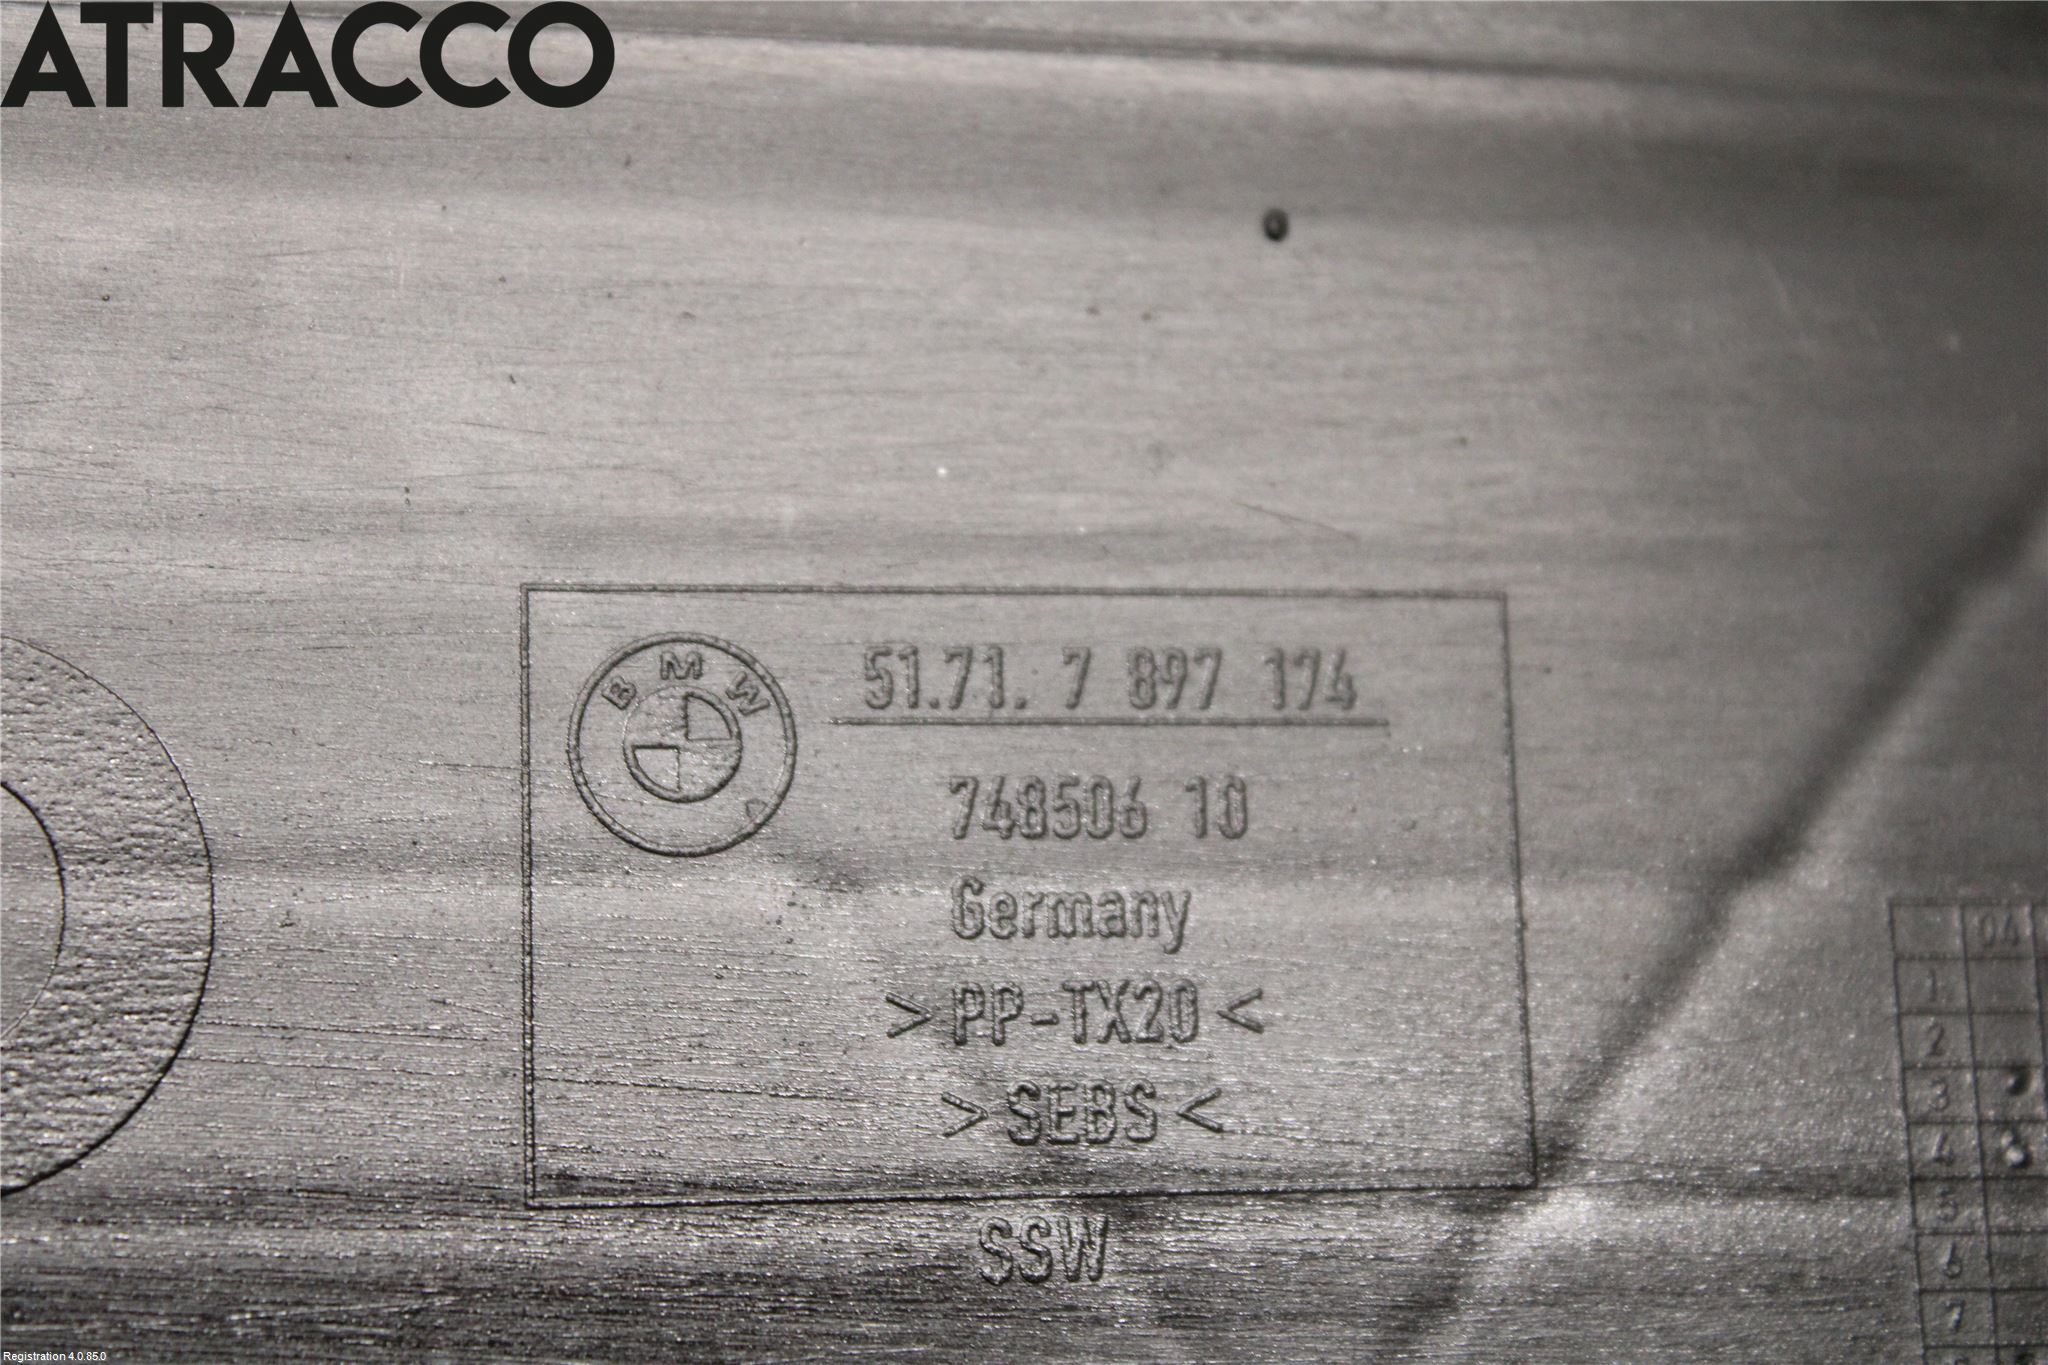 ATRACCO
BMW
51.71. 7 897 174
748506 10
Germany
>PP-TX20<
>SEBS<
SSW
04
1
2
3
4
5
6
7
Registration 4.0.85.0